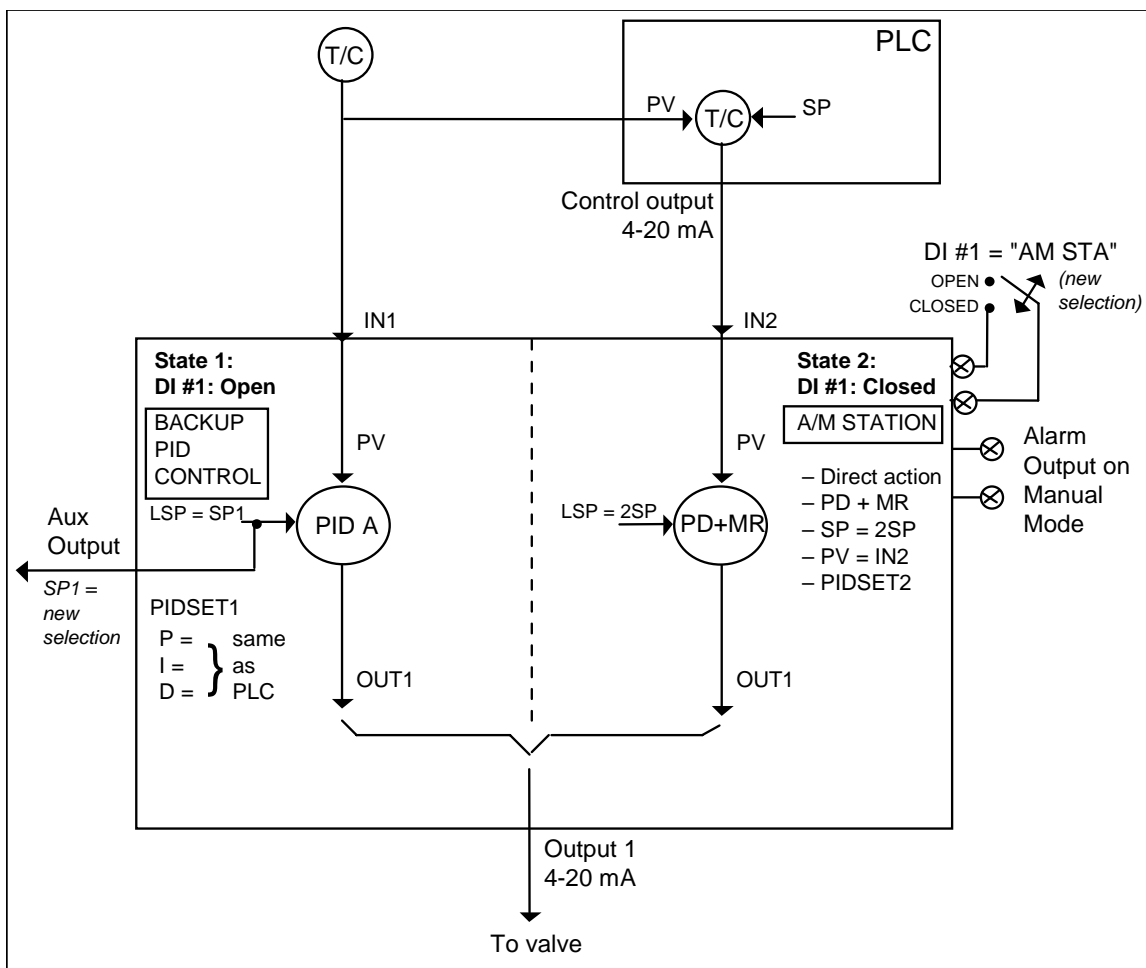 T/C
PLC
PV
T/C
SP
Control output
4-20 mA
DI #1 = "AM STA"
OPEN
(new
selection)
CLOSED
IN1
IN2
State 1:
DI #1: Open
BACKUP
PID
CONTROL
State 2:
DI #1: Closed
A/M STATION
PV
PV
LSP = SP1
PID A
LSP = 2SP
PD+MR
– Direct action
– PD + MR
– SP = 2SP
– PV = IN2
– PIDSET2
Alarm
Output on
Manual
Mode
Aux
Output
SP1 =
new
selection
PIDSET1
P = same
I = } as
D = PLC
OUT1
OUT1
Output 1
4-20 mA
To valve